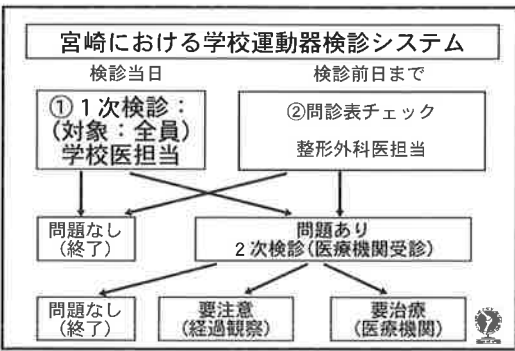 宮崎における学校運動器検診システム
検診当日
検診前日まで
①1次検診：
(対象：全員)
学校医担当
②問診表チェック
整形外科医担当
問題なし
(終了)
問題あり
2次検診(医療機関受診)
問題なし
(終了)
要注意
(経過観察)
要治療
(医療機関)